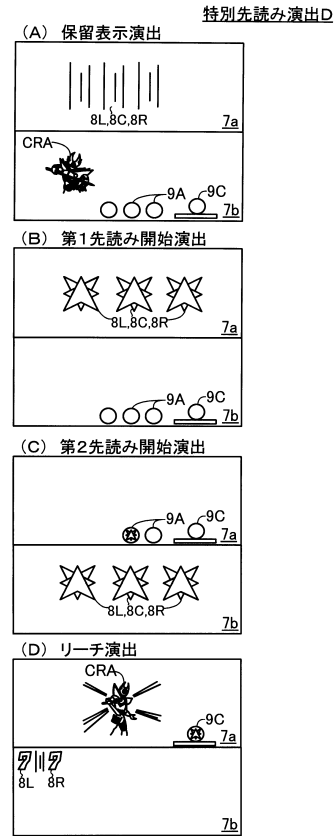 特別先読み演出D
(A) 保留表示演出
8L,8C,8R
7a
CRA
9A
9C
7b
(B) 第1先読み開始演出
8L,8C,8R
7a
9A
9C
7b
(C) 第2先読み開始演出
9A
9C
7a
8L,8C,8R
7b
(D) リーチ演出
CRA
9C
7a
7 7
8L 8R
7b